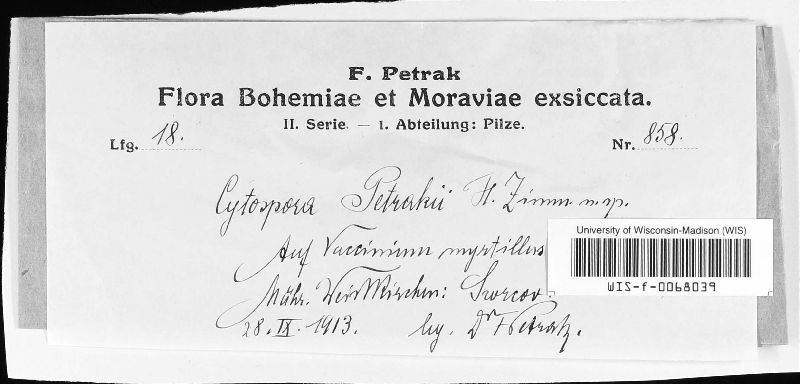 F. Petrak
Flora Bohemiae et Moraviae exsiccata.
II. Serie. — I. Abteilung: Pilze.
Lfg. 18. Nr. 858.
Cytospora Petrakii H. Zimm n. sp.
Auf Vaccinium myrtillus
Mähr. Weisskirchen:
28. IX. 1913. leg. Dr F Petrak.
University of Wisconsin-Madison (WIS)
WIS-f-0068039